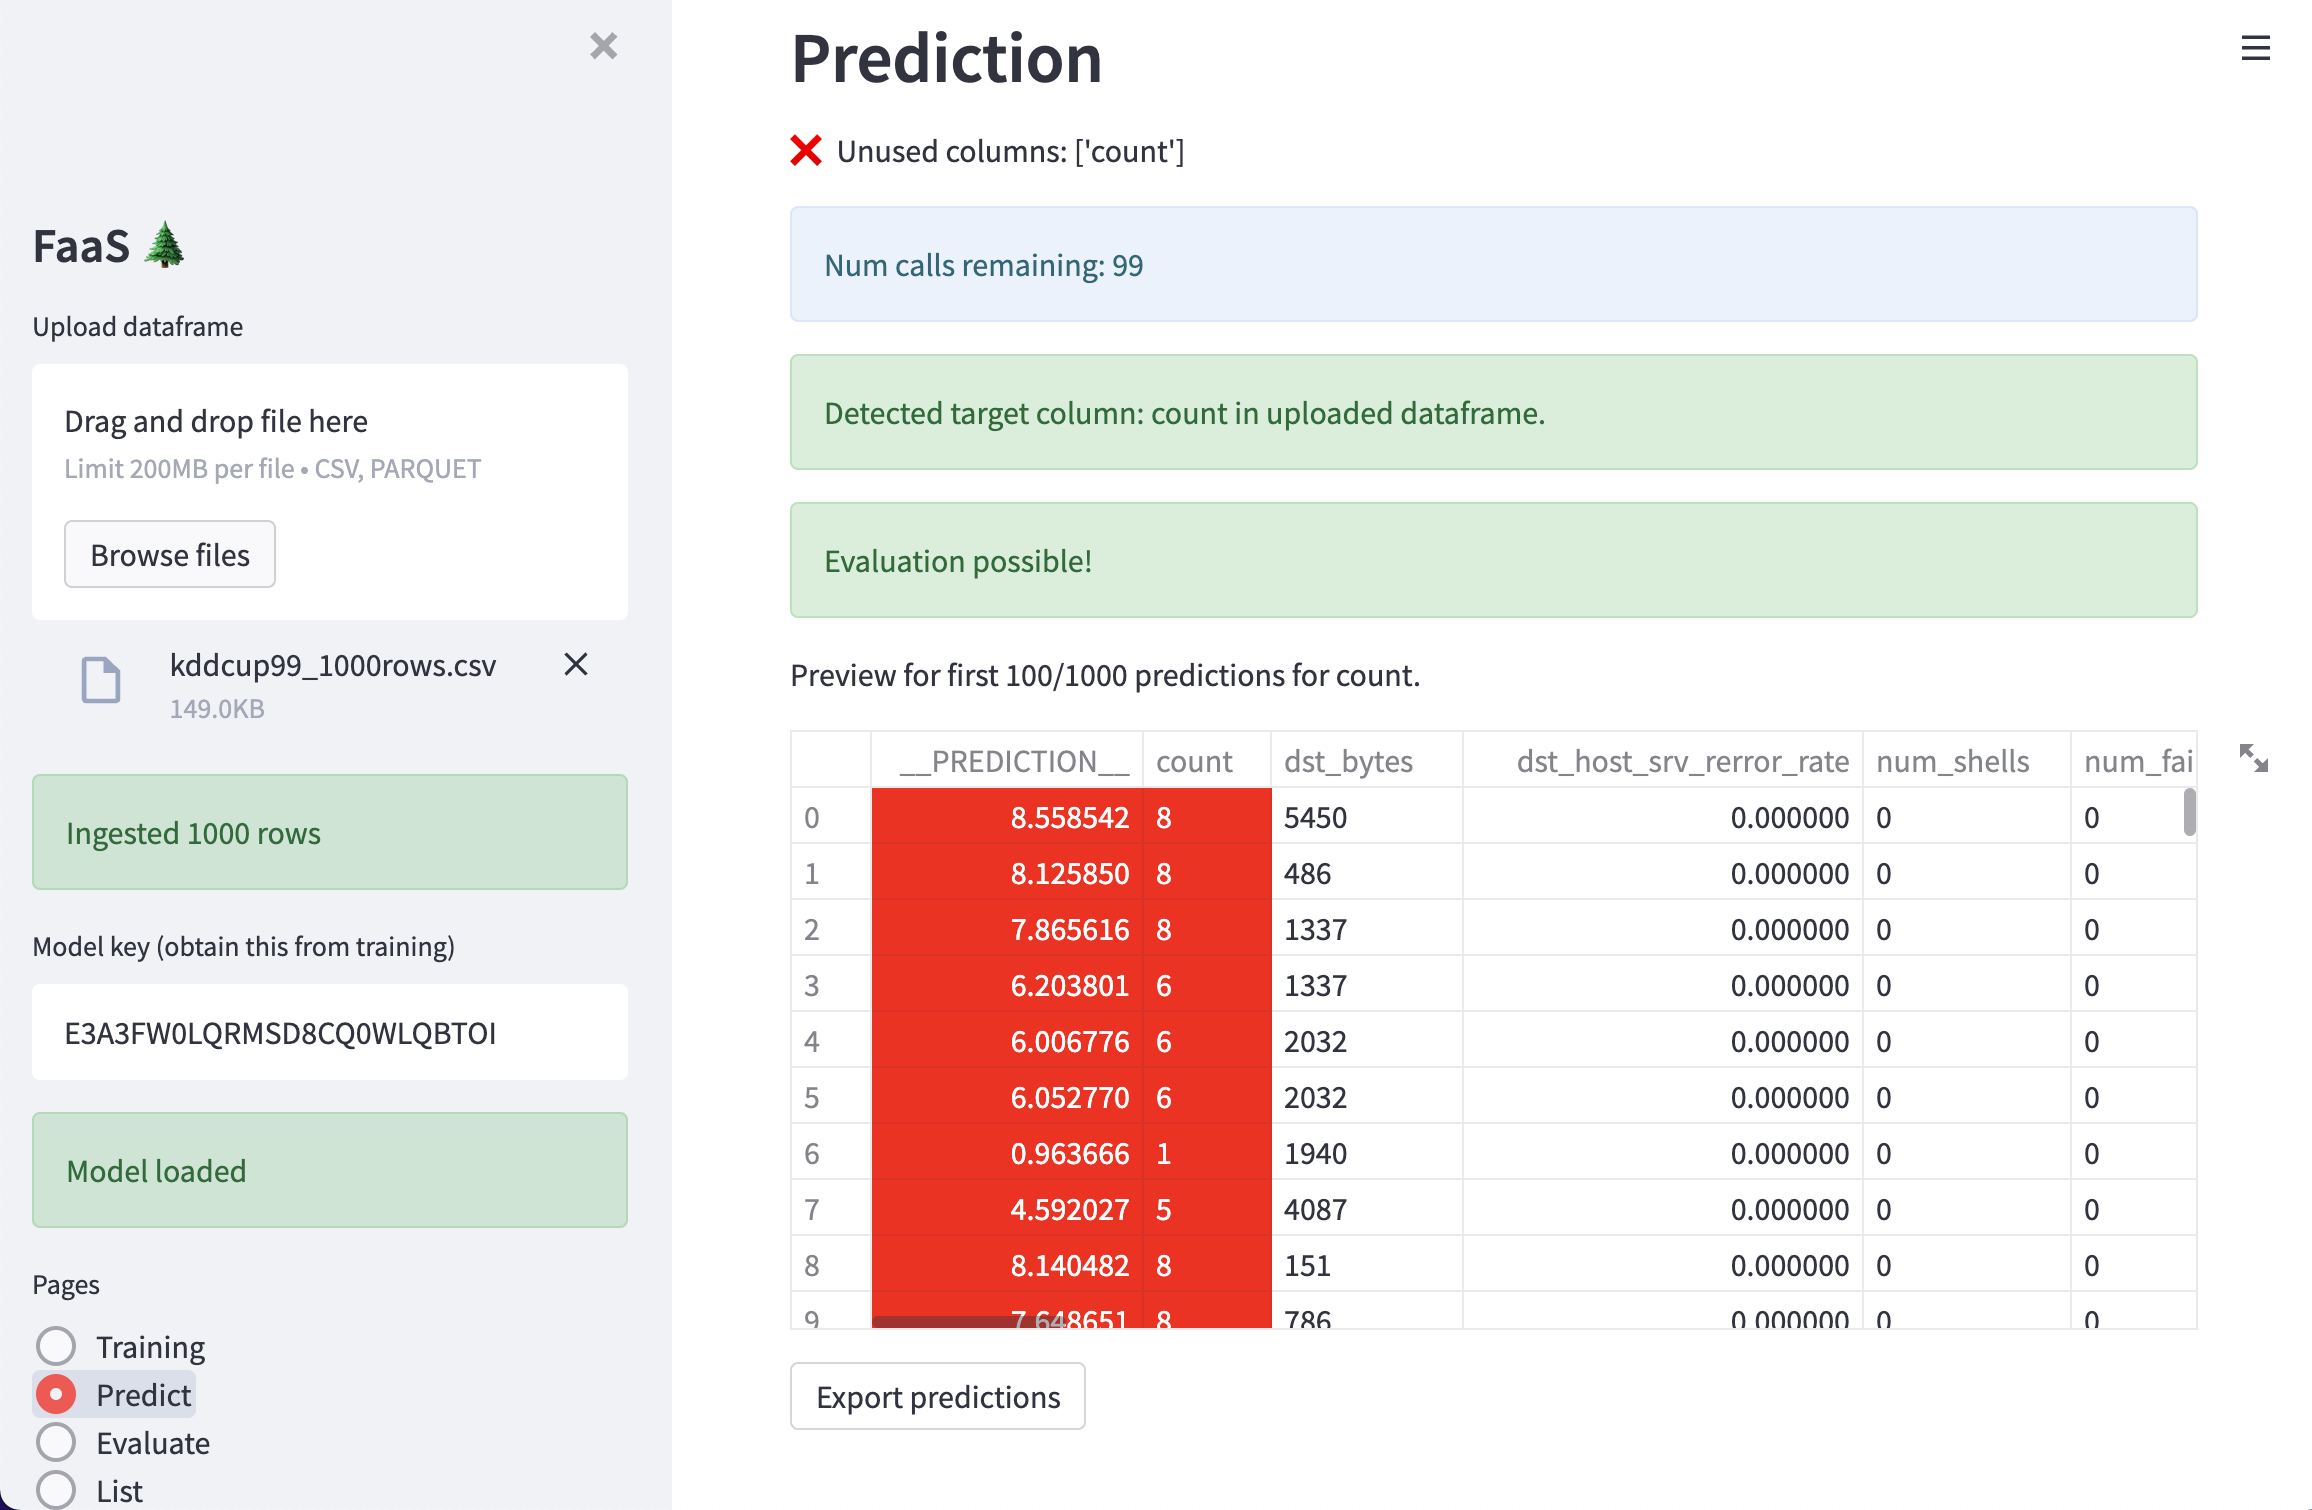 FaaS
Upload dataframe
Drag and drop file here
Limit 200MB per file • CSV, PARQUET
Browse files
kddcup99_1000rows.csv
149.0KB
Ingested 1000 rows
Model key (obtain this from training)
E3A3FW0LQRMSD8CQ0WLQBTOI
Model loaded
Pages
Training
Predict
Evaluate
List
Prediction
Unused columns: ['count']
Num calls remaining: 99
Detected target column: count in uploaded dataframe.
Evaluation possible!
Preview for first 100/1000 predictions for count.
__PREDICTION__ count dst_bytes dst_host_srv_rerror_rate num_shells num_fai
0 8.558542 8 5450 0.000000 0 0
1 8.125850 8 486 0.000000 0 0
2 7.865616 8 1337 0.000000 0 0
3 6.203801 6 1337 0.000000 0 0
4 6.006776 6 2032 0.000000 0 0
5 6.052770 6 2032 0.000000 0 0
6 0.963666 1 1940 0.000000 0 0
7 4.592027 5 4087 0.000000 0 0
8 8.140482 8 151 0.000000 0 0
9 7.648651 8 786 0.000000 0 0
Export predictions